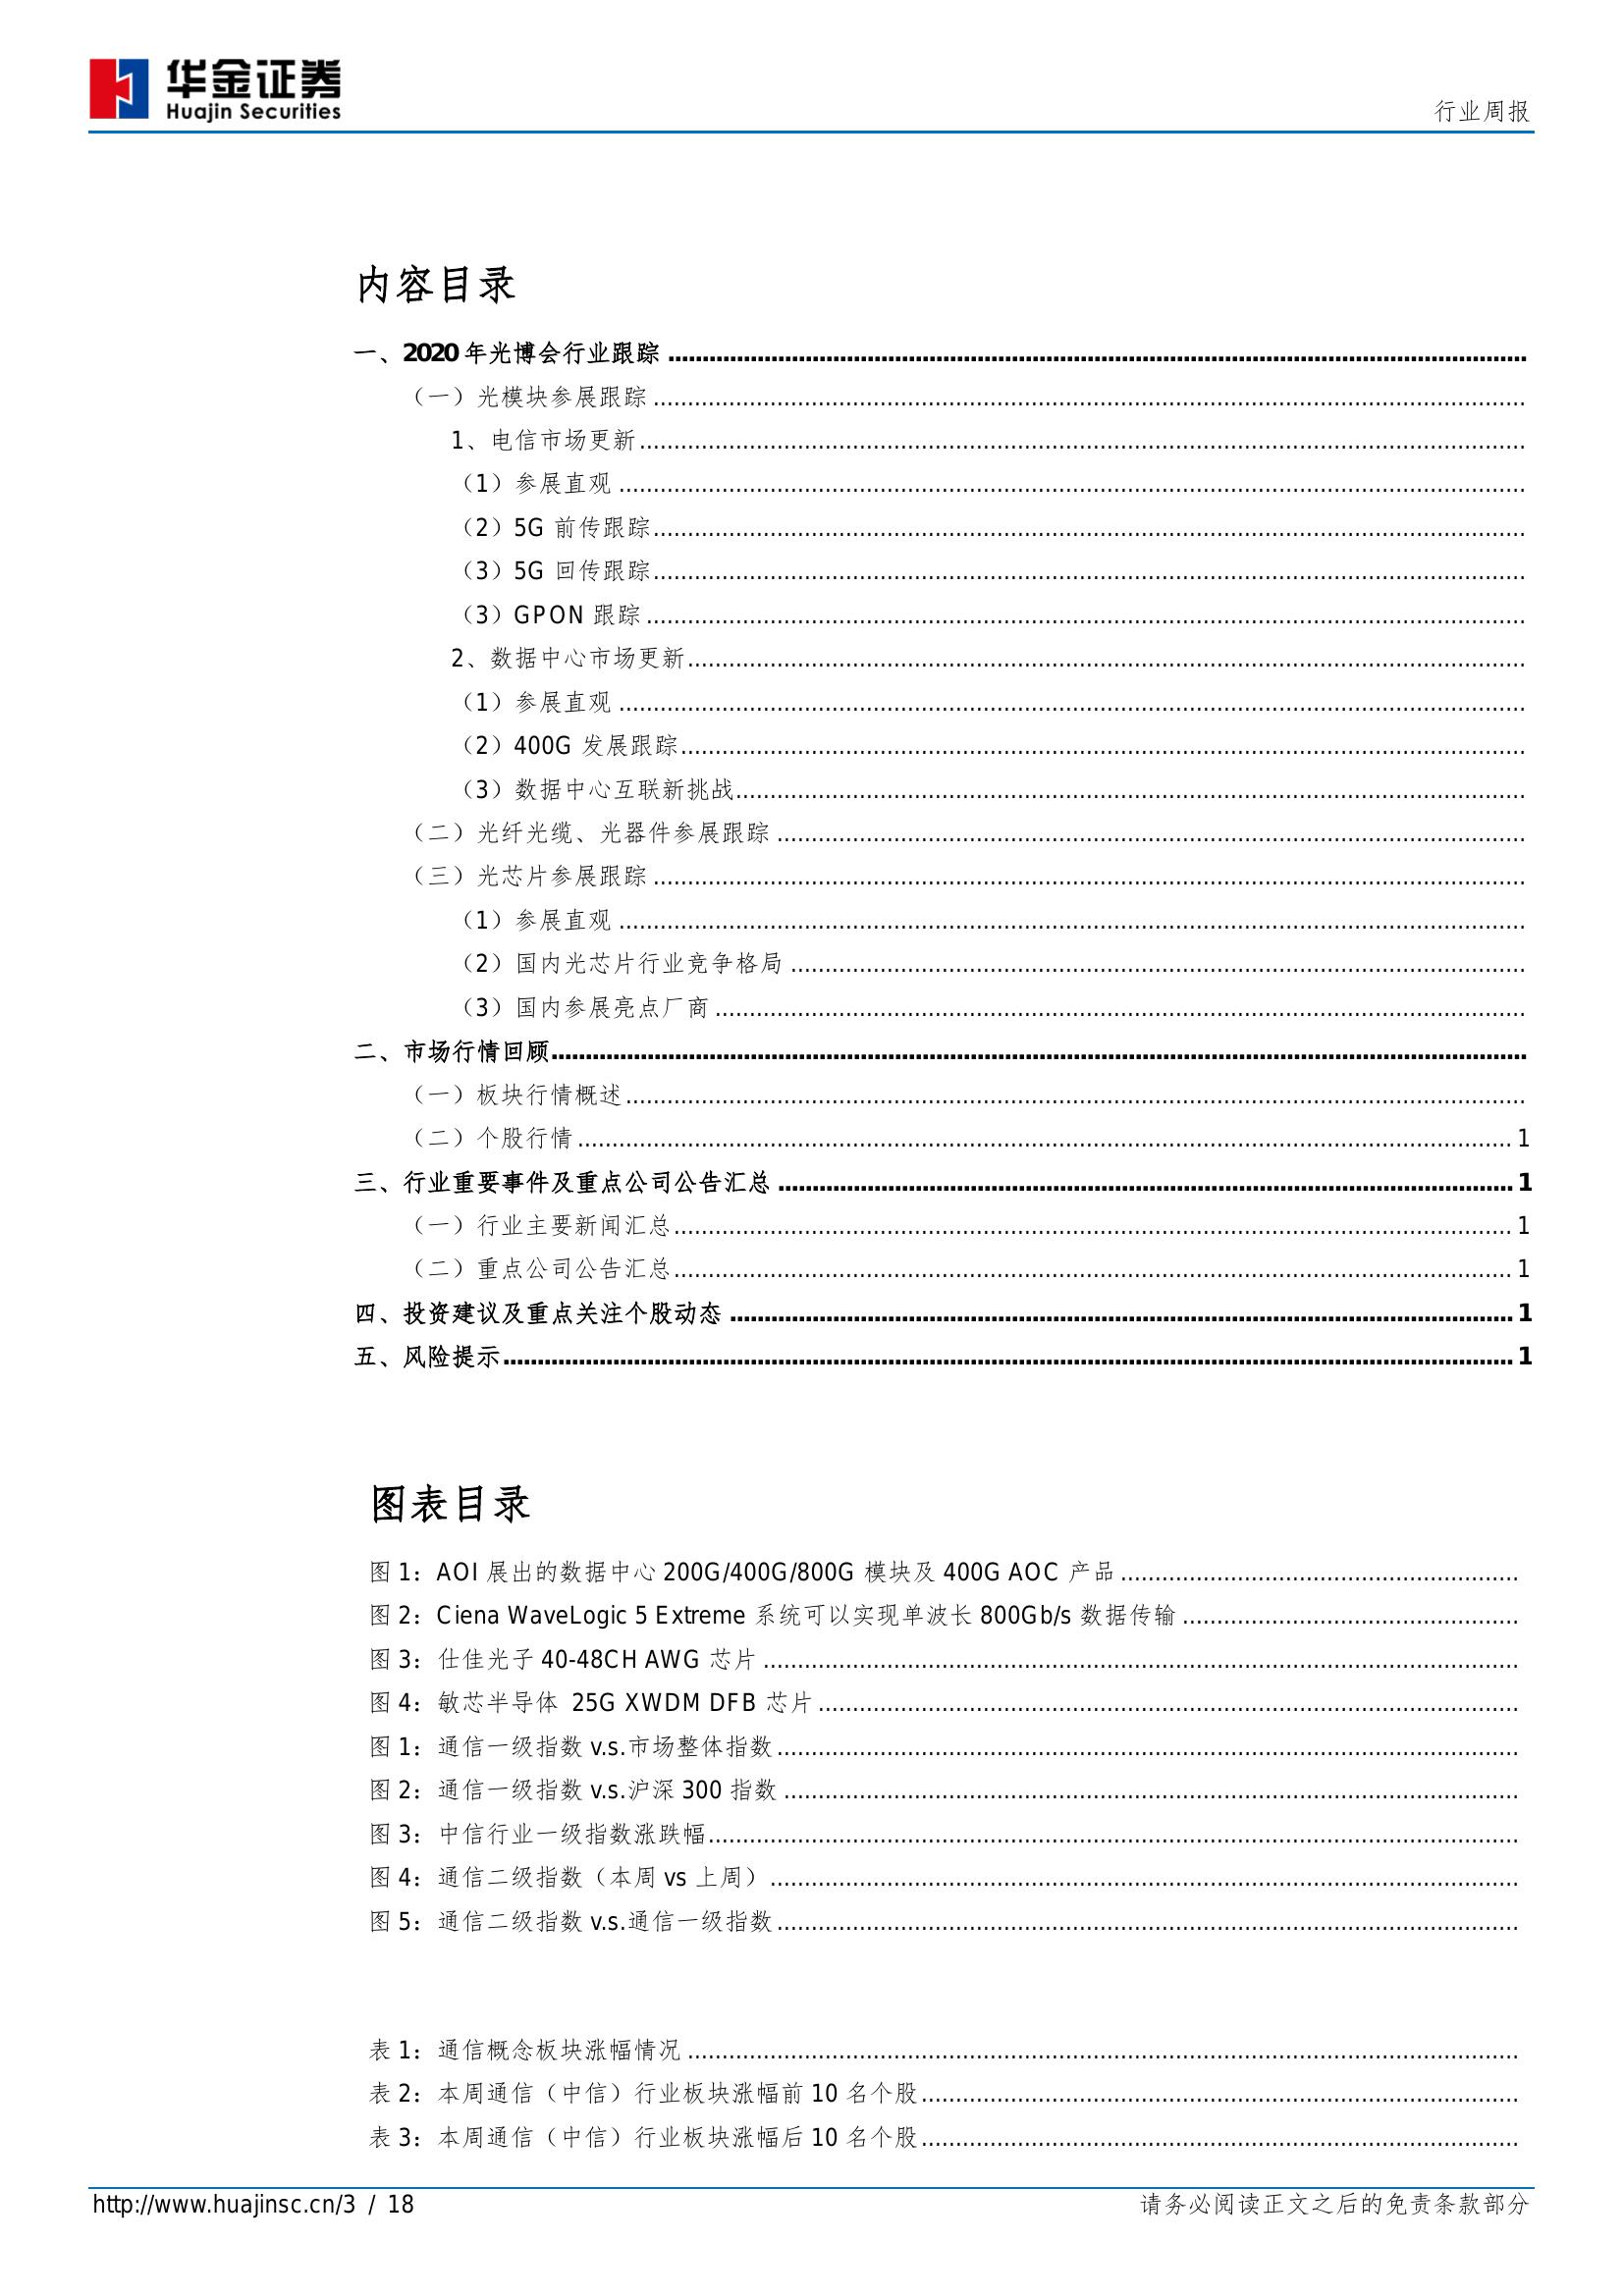 华金证券
Huajin Securities
行业周报
内容目录
一、2020 年光博会行业跟踪
（一）光模块参展跟踪
1、电信市场更新
（1）参展直观
（2）5G 前传跟踪
（3）5G 回传跟踪
（3）GPON 跟踪
2、数据中心市场更新
（1）参展直观
（2）400G 发展跟踪
（3）数据中心互联新挑战
（二）光纤光缆、光器件参展跟踪
（三）光芯片参展跟踪
（1）参展直观
（2）国内光芯片行业竞争格局
（3）国内参展亮点厂商
二、市场行情回顾
（一）板块行情概述
（二）个股行情 1
三、行业重要事件及重点公司公告汇总 1
（一）行业主要新闻汇总 1
（二）重点公司公告汇总 1
四、投资建议及重点关注个股动态 1
五、风险提示 1
图表目录
图 1：AOI 展出的数据中心 200G/400G/800G 模块及 400G AOC 产品
图 2：Ciena WaveLogic 5 Extreme 系统可以实现单波长 800Gb/s 数据传输
图 3：仕佳光子 40-48CH AWG 芯片
图 4：敏芯半导体 25G XWDM DFB 芯片
图 1：通信一级指数 v.s.市场整体指数
图 2：通信一级指数 v.s.沪深 300 指数
图 3：中信行业一级指数涨跌幅
图 4：通信二级指数（本周 vs 上周）
图 5：通信二级指数 v.s.通信一级指数
表 1：通信概念板块涨幅情况
表 2：本周通信（中信）行业板块涨幅前 10 名个股
表 3：本周通信（中信）行业板块涨幅后 10 名个股
http://www.huajinsc.cn/3 / 18
请务必阅读正文之后的免责条款部分